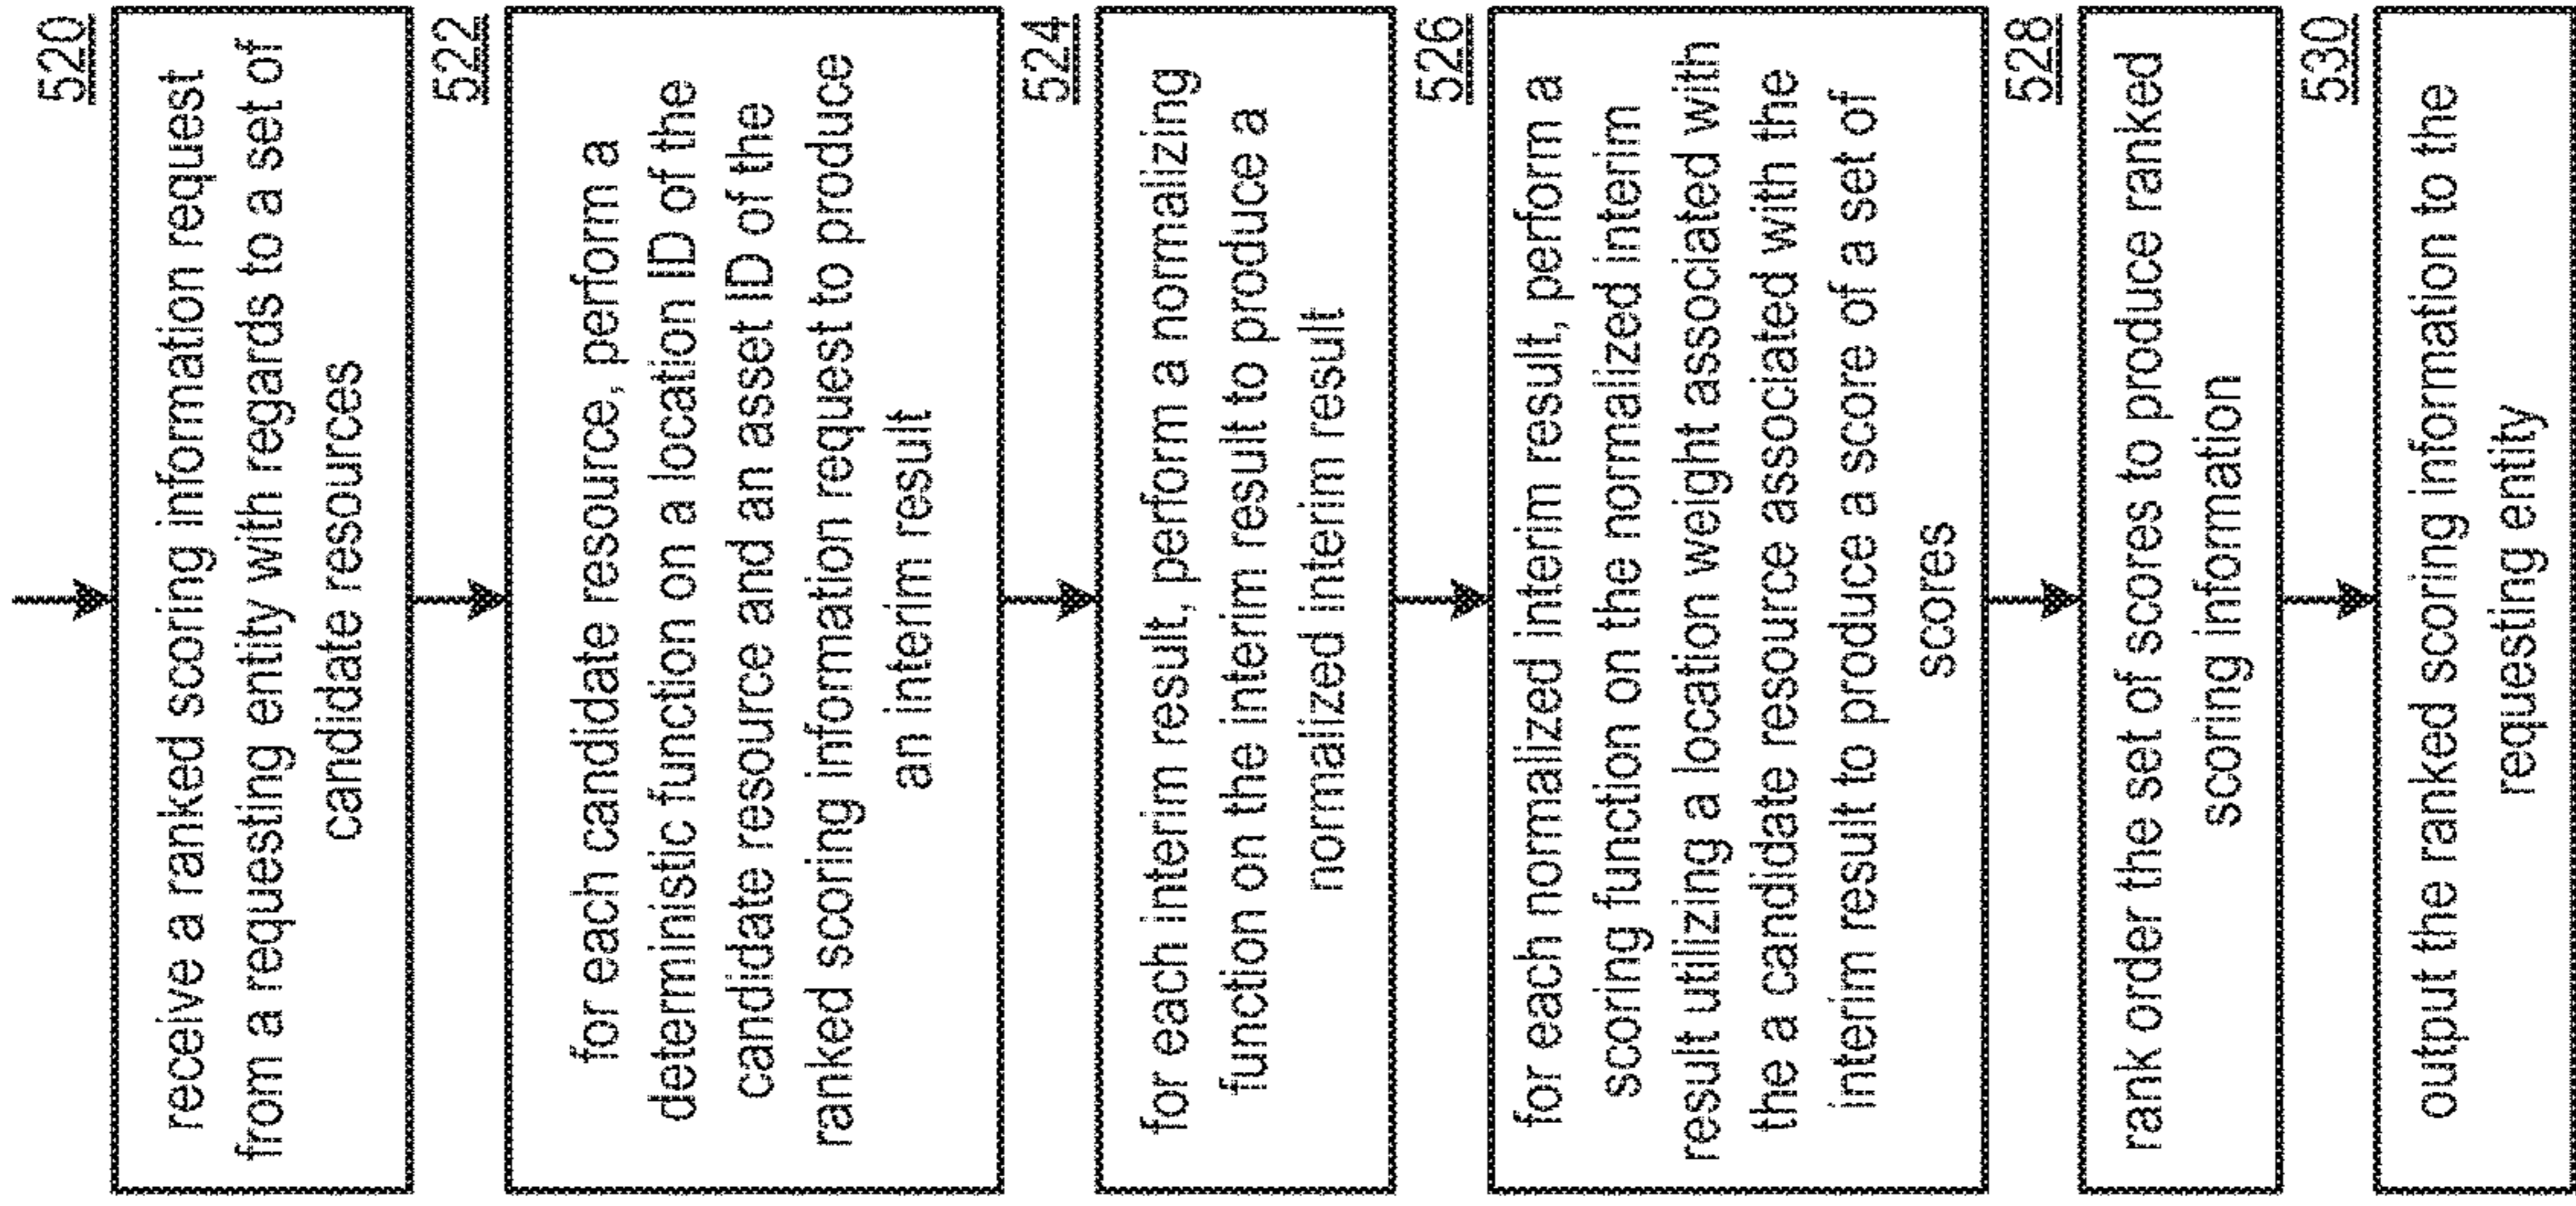 520
receive a ranked scoring information request
from a requesting entity with regards to a set of
candidate resources
522
for each candidate resource, perform a
deterministic function on a location ID of the
candidate resource and an asset ID of the
ranked scoring information request to produce
an interim result
524
for each interim result, perform a normalizing
function on the interim result to produce a
normalized interim result
526
for each normalized interim result, perform a
scoring function on the normalized interim
result utilizing a location weight associated with
the a candidate resource associated with the
interim result to produce a score of a set of
scores
528
rank order the set of scores to produce ranked
scoring information
530
output the ranked scoring information to the
requesting entity